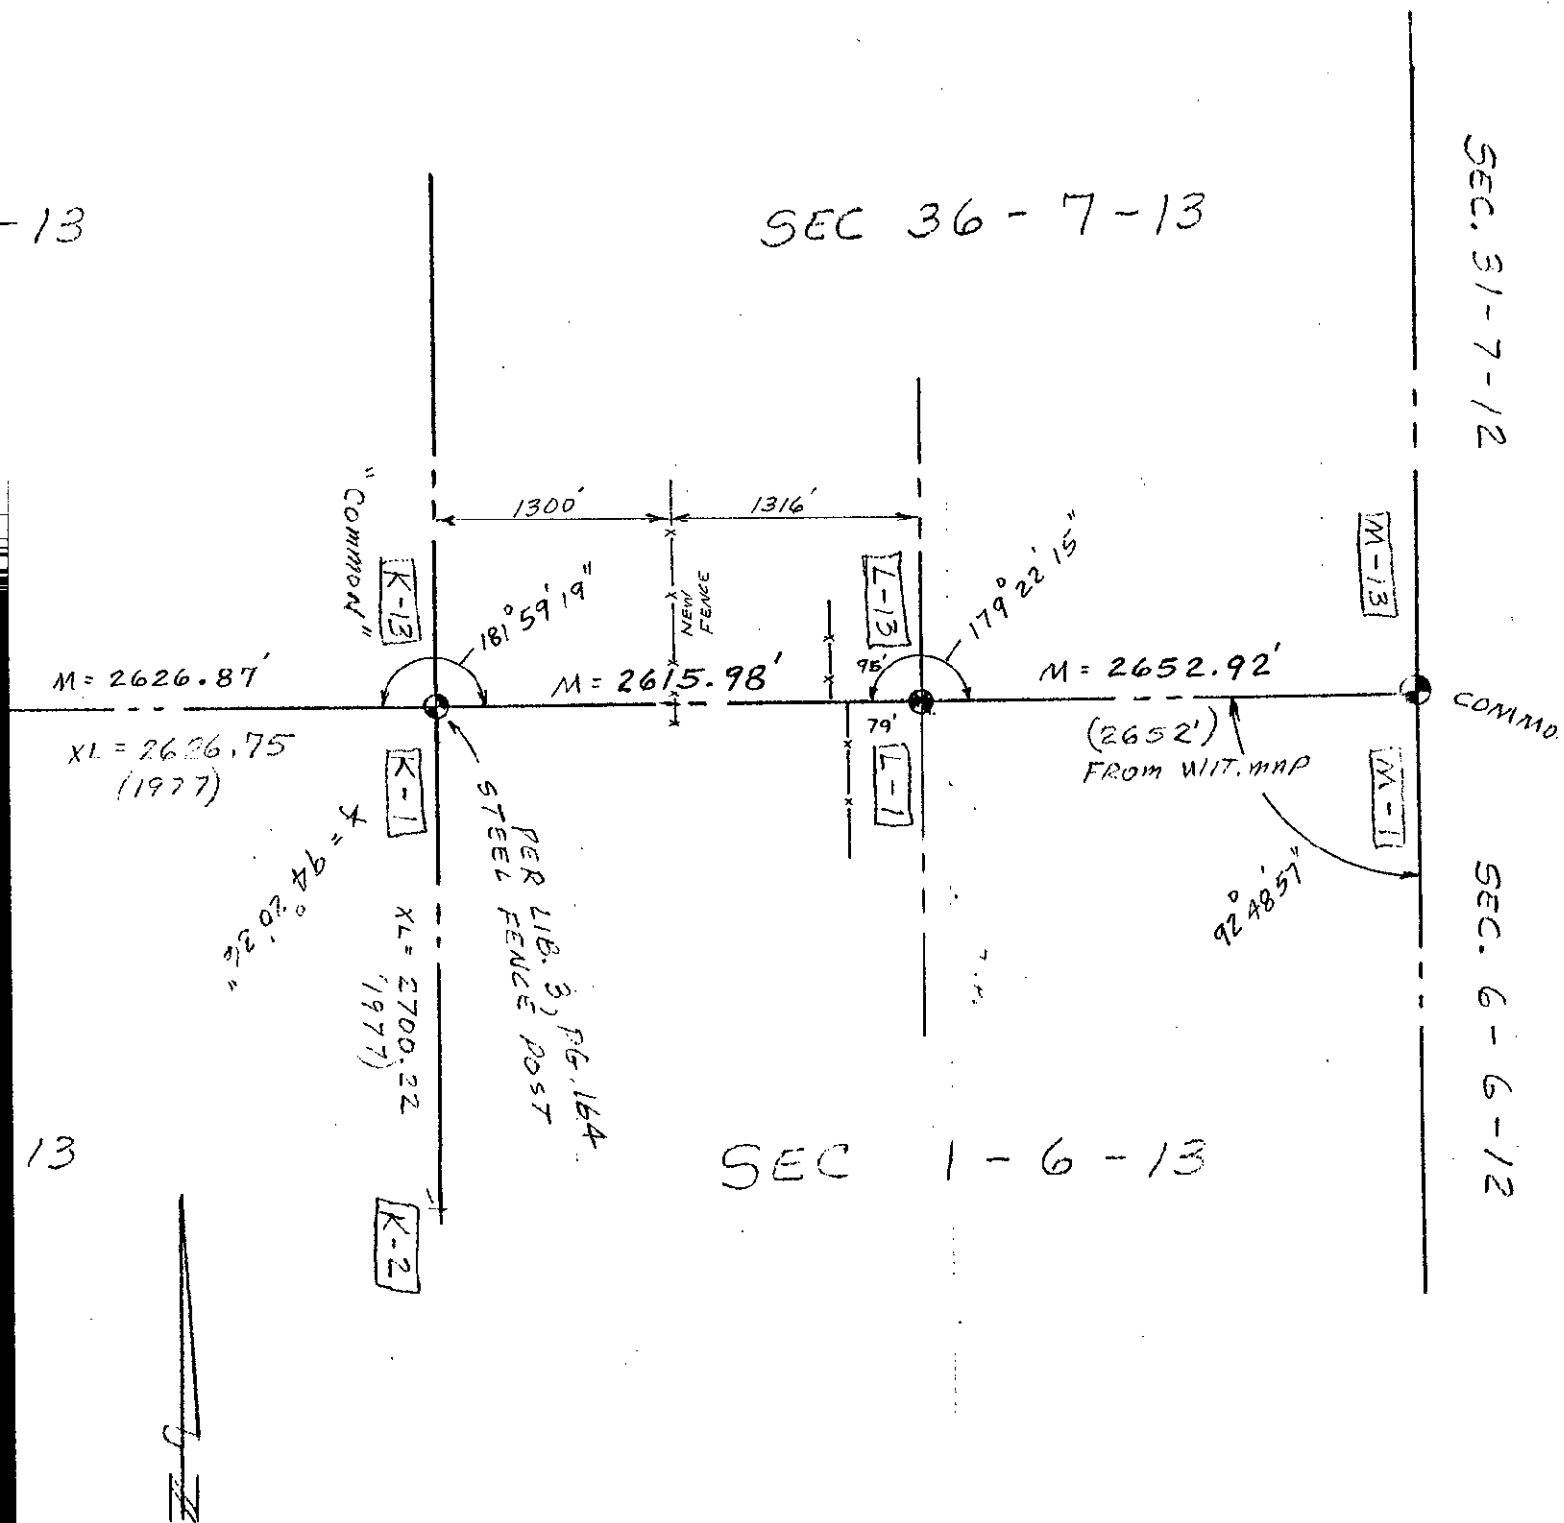 - 13
SEC 36 - 7 - 13
SEC. 31 - 7 - 12
"COMMON"
K-13
181° 59' 19"
1300'
1316'
NEW
FENCE
L-13
179° 22' 15"
M-13
M = 2626.87'
M = 2615.98'
95'
M = 2652.92'
COMMO
XL = 2626.75
(1977)
K-1
79'
L-1
(2652')
FROM WIT. MAP
M-1
92° 48' 57"
STEEL FENCE POST
PER LIB. 3, PG. 164
XL = 2700.22
(1977)
K-2
13
SEC 1 - 6 - 13
SEC. 6 - 6 - 12